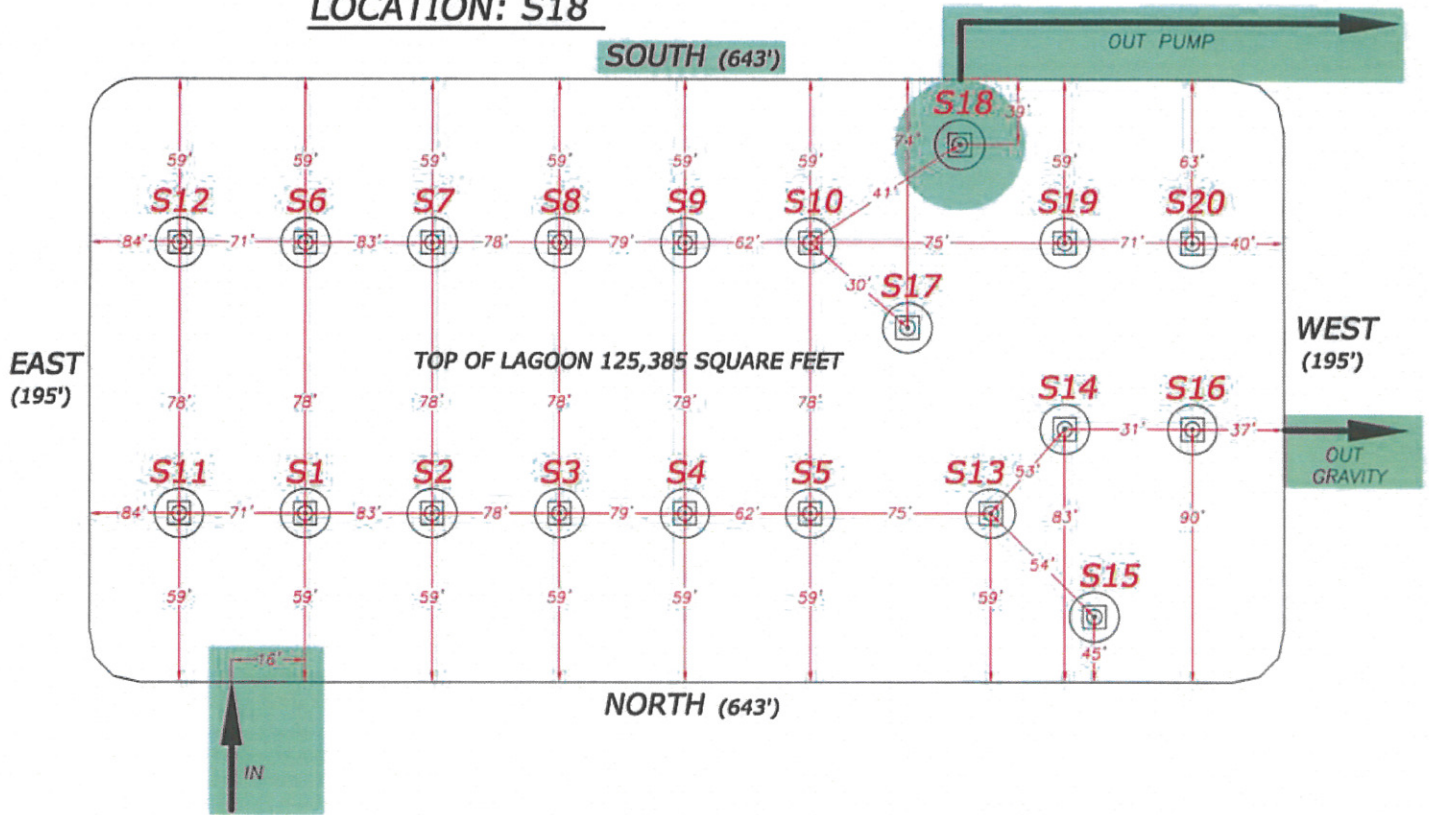 LOCATION: S18
SOUTH (643')
OUT PUMP
S18
39'
74'
59' 59' 59' 59' 59' 59' 59' 63'
41'
S12 S6 S7 S8 S9 S10 S19 S20
84' 71' 83' 78' 79' 62' 75' 71' 40'
30' S17
TOP OF LAGOON 125,385 SQUARE FEET
EAST
(195')
WEST
(195')
78' 78' 78' 78' 78' 78'
S14 S16
31' 37'
OUT
GRAVITY
S11 S1 S2 S3 S4 S5 S13
53'
84' 71' 83' 78' 79' 62' 75' 83' 90'
54'
S15
59' 59' 59' 59' 59' 59' 59'
45'
16'
NORTH (643')
IN